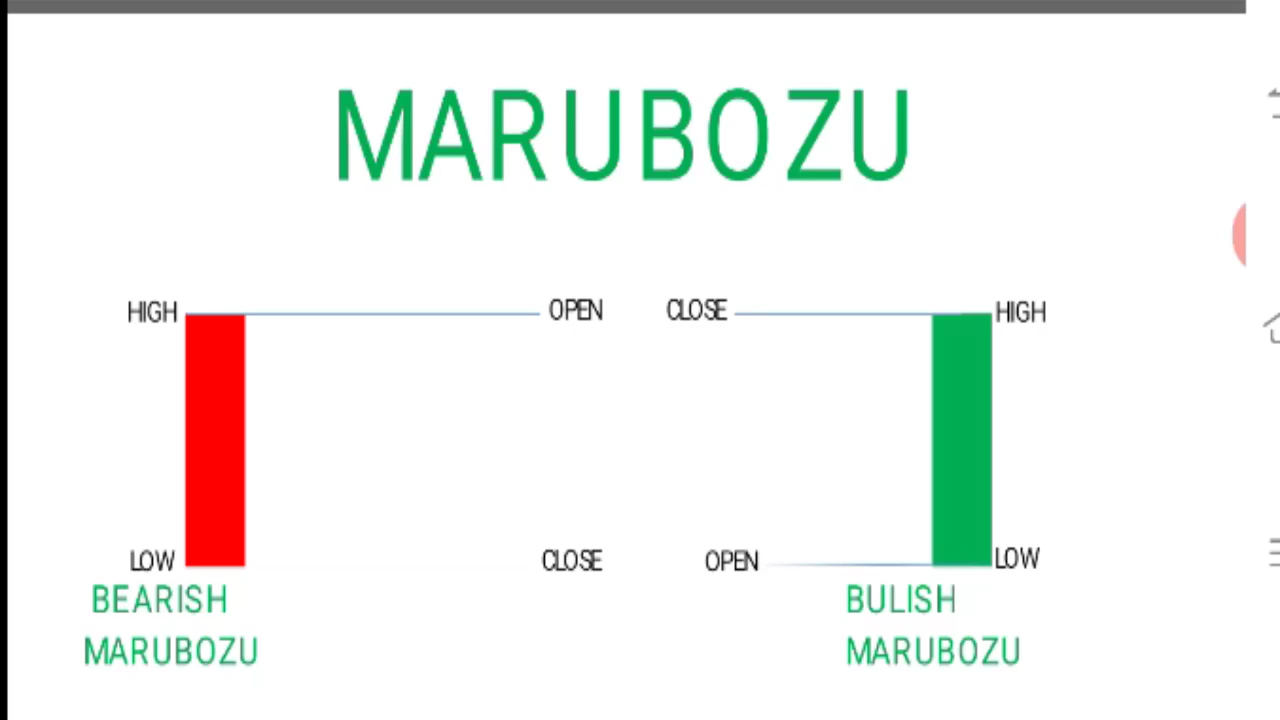 MARUBOZU
HIGH OPEN CLOSE HIGH
LOW CLOSE OPEN LOW
BEARISH BULISH
MARUBOZU MARUBOZU